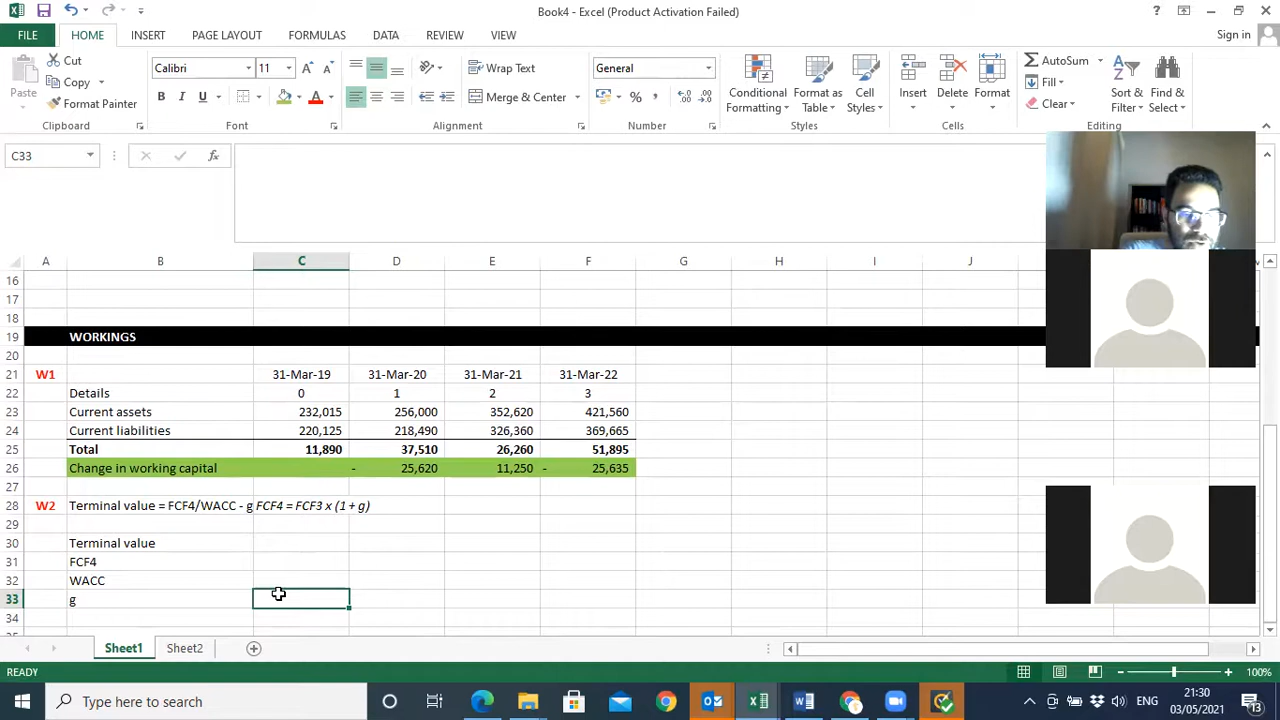 Book4 - Excel (Product Activation Failed)
FILE HOME INSERT PAGE LAYOUT FORMULAS DATA REVIEW VIEW Sign in
Cut
Copy
Format Painter
Paste
Clipboard
Calibri 11
B I U
Font
Wrap Text
Merge & Center
Alignment
General
Number
Conditional Formatting
Format as Table
Cell Styles
Styles
Insert Delete Format
Cells
AutoSum
Fill
Clear
Sort & Filter
Find & Select
Editing
C33 fx
A B C D E F G H I J
16
17
18
19 WORKINGS
20
21 W1 31-Mar-19 31-Mar-20 31-Mar-21 31-Mar-22
22 Details 0 1 2 3
23 Current assets 232,015 256,000 352,620 421,560
24 Current liabilities 220,125 218,490 326,360 369,665
25 Total 11,890 37,510 26,260 51,895
26 Change in working capital - 25,620 11,250 - 25,635
27
28 W2 Terminal value = FCF4/WACC - g FCF4 = FCF3 x (1 + g)
29
30 Terminal value
31 FCF4
32 WACC
33 g
34
Sheet1 Sheet2
READY 100%
Type here to search
ENG
21:30
03/05/2021
13